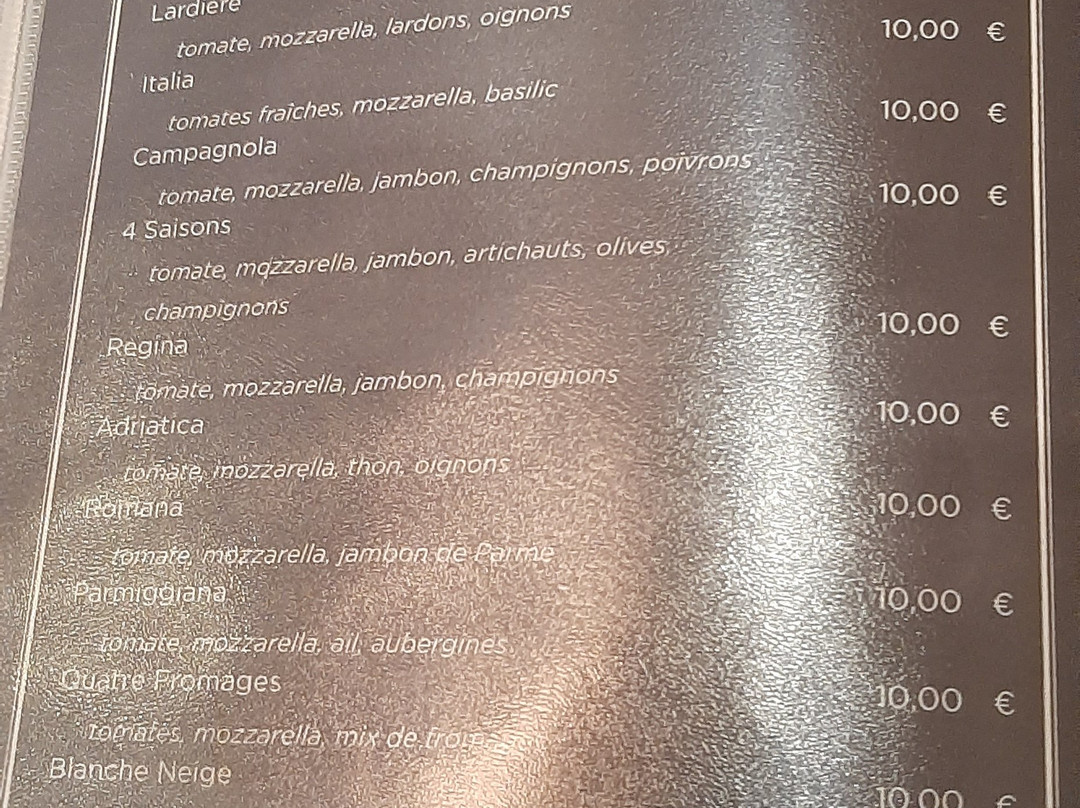 Lardière
tomate, mozzarella, lardons, oignons
10,00 €
Italia
tomates fraîches, mozzarella, basilic
10,00 €
Campagnola
tomate, mozzarella, jambon, champignons, poivrons
10,00 €
4 Saisons
tomate, mozzarella, jambon, artichauts, olives,
champignons
10,00 €
Regina
tomate, mozzarella, jambon, champignons
10,00 €
Adriatica
tomate, mozzarella, thon, oignons
10,00 €
Romana
tomate, mozzarella, jambon de Parme
10,00 €
Parmiggiana
tomate, mozzarella, ail, aubergines
10,00 €
Quatre Fromages
tomates, mozzarella, mix de
10,00 €
Blanche Neige